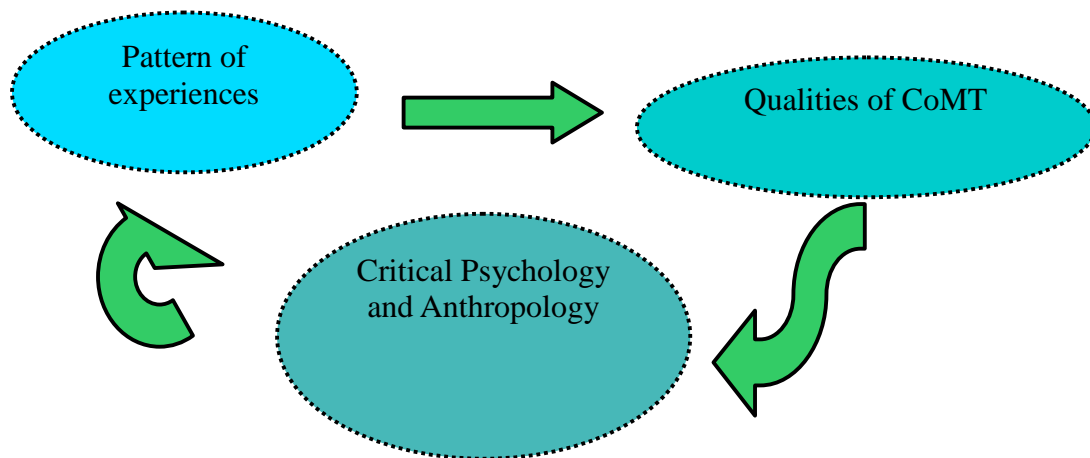 Pattern of
experiences
Qualities of CoMT
Critical Psychology
and Anthropology